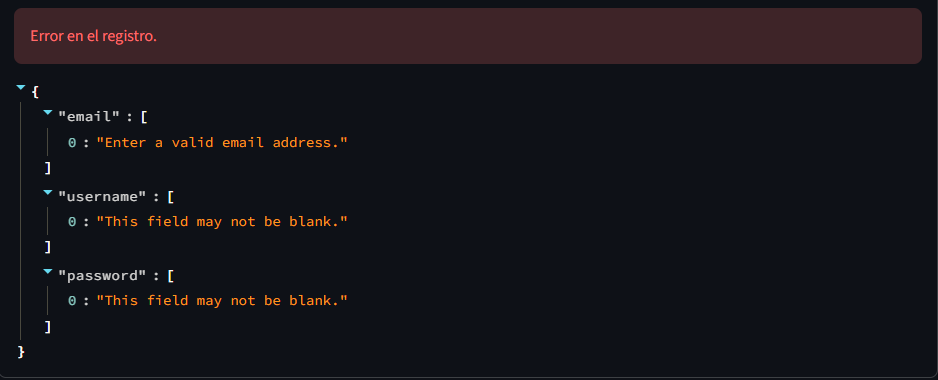 Error en el registro.
{
"email" : [
0 : "Enter a valid email address."
]
"username" : [
0 : "This field may not be blank."
]
"password" : [
0 : "This field may not be blank."
]
}